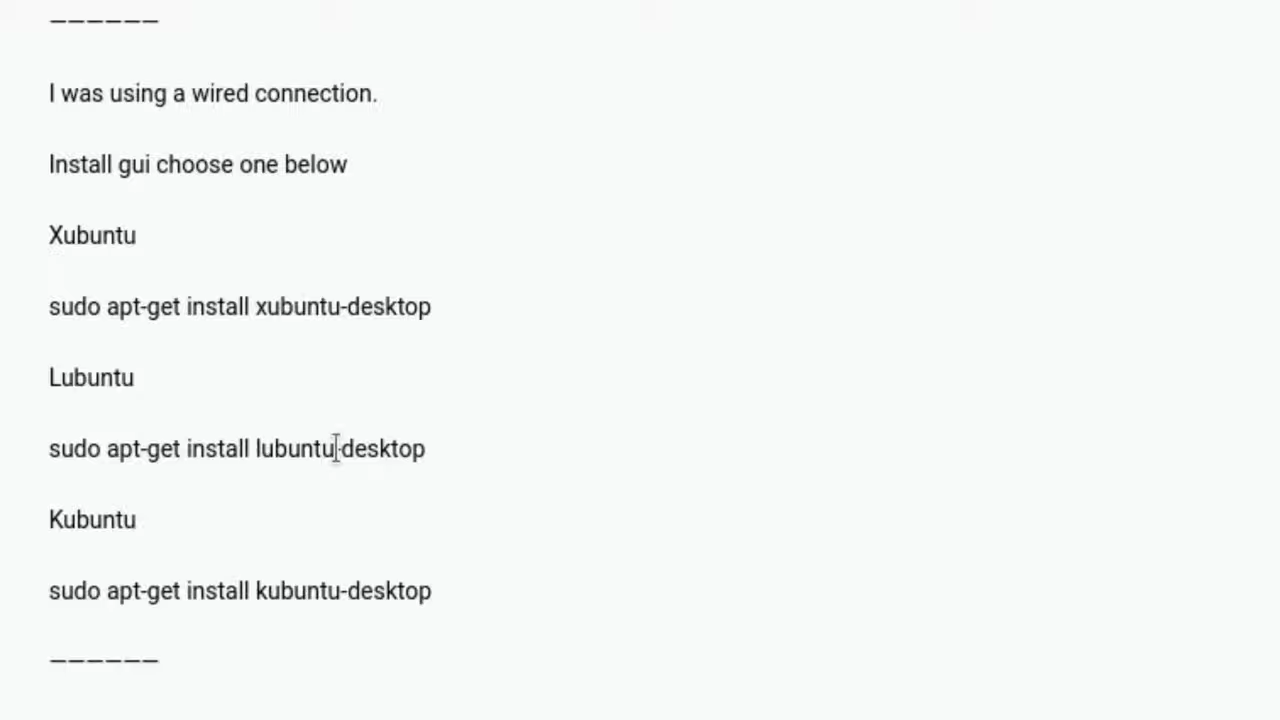 ——————
I was using a wired connection.
Install gui choose one below
Xubuntu
sudo apt-get install xubuntu-desktop
Lubuntu
sudo apt-get install lubuntu-desktop
Kubuntu
sudo apt-get install kubuntu-desktop
——————